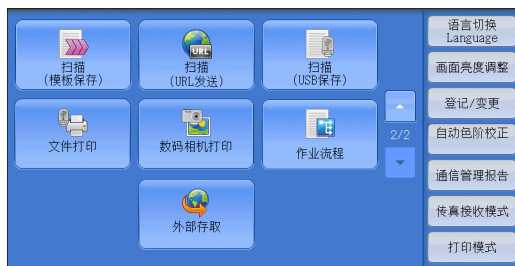 扫描
(模板保存)
扫描
(URL发送)
扫描
(USB保存)
文件打印
数码相机打印
作业流程
外部存取
2/2
语言切换
Language
画面亮度调整
登记/变更
自动色阶校正
通信管理报告
传真接收模式
打印模式